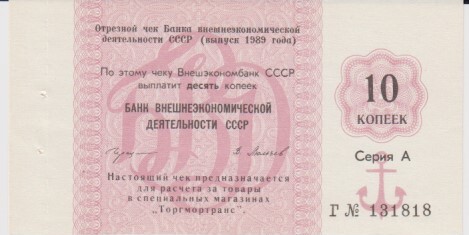 Отрезной чек Банка внешнеэкономической
деятельности СССР (выпуск 1989 года)
По этому чеку Внешэкономбанк СССР
выплатит десять копеек
БАНК ВНЕШНЕЭКОНОМИЧЕСКОЙ
ДЕЯТЕЛЬНОСТИ СССР
Настоящий чек предназначается
для расчета за товары
в специальных магазинах
„Торгмортранс".
10
КОПЕЕК
Серия А
Г № 131818